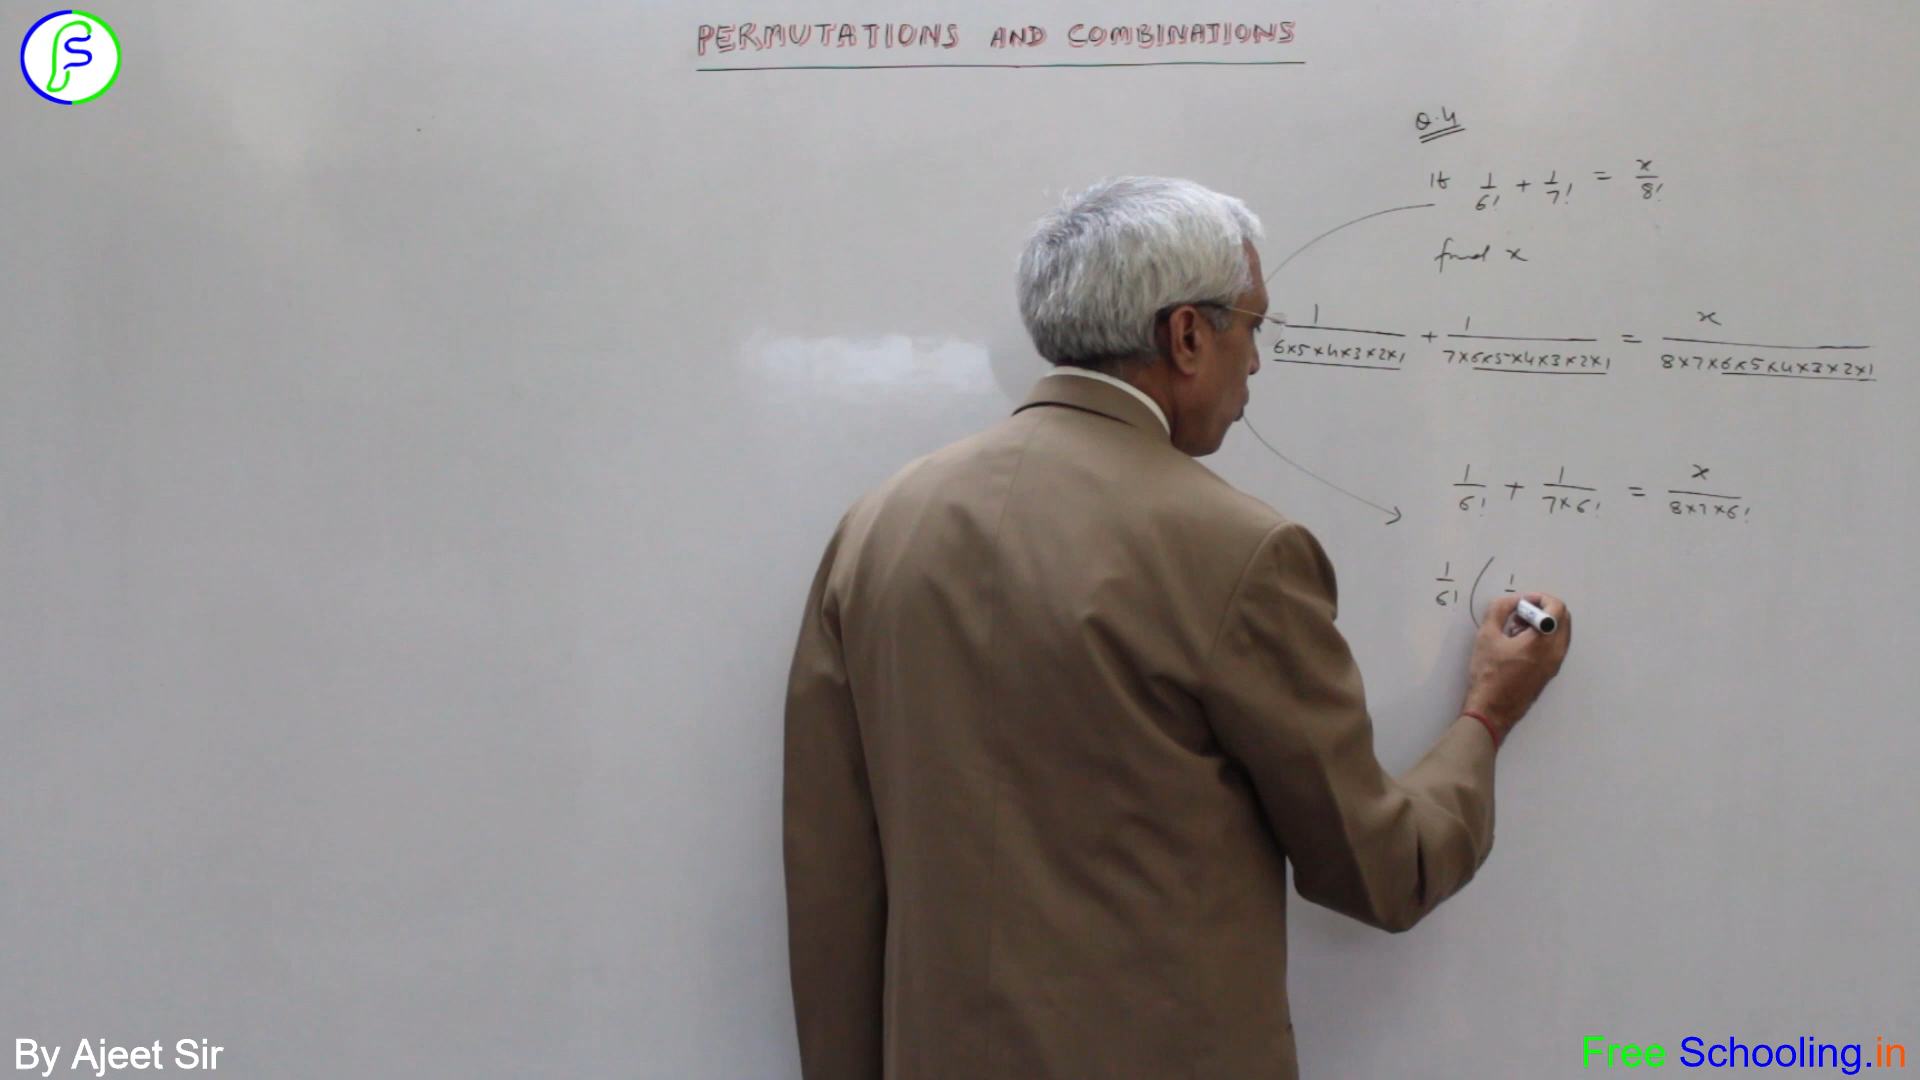 FS
PERMUTATIONS AND COMBINATIONS
Q.4
If 1/6! + 1/7! = x/8!
find x
1/6×5×4×3×2×1 + 1/7×6×5×4×3×2×1 = x/8×7×6×5×4×3×2×1
1/6! + 1/7×6! = x/8×7×6!
1/6! ( 1
By Ajeet Sir
Free Schooling.in